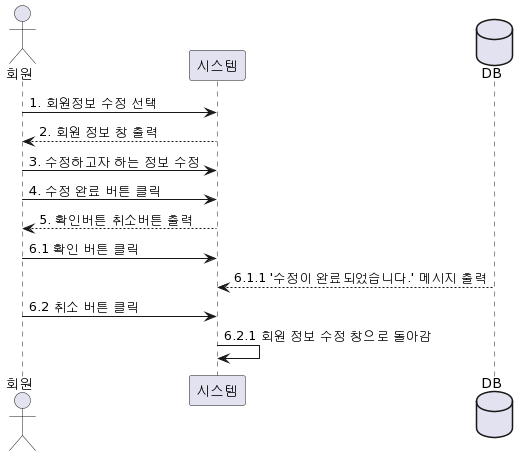 회원
시스템
DB
1. 회원정보 수정 선택
2. 회원 정보 창 출력
3. 수정하고자 하는 정보 수정
4. 수정 완료 버튼 클릭
5. 확인버튼 취소버튼 출력
6.1 확인 버튼 클릭
6.1.1 '수정이 완료되었습니다.' 메시지 출력
6.2 취소 버튼 클릭
6.2.1 회원 정보 수정 창으로 돌아감
회원
시스템
DB